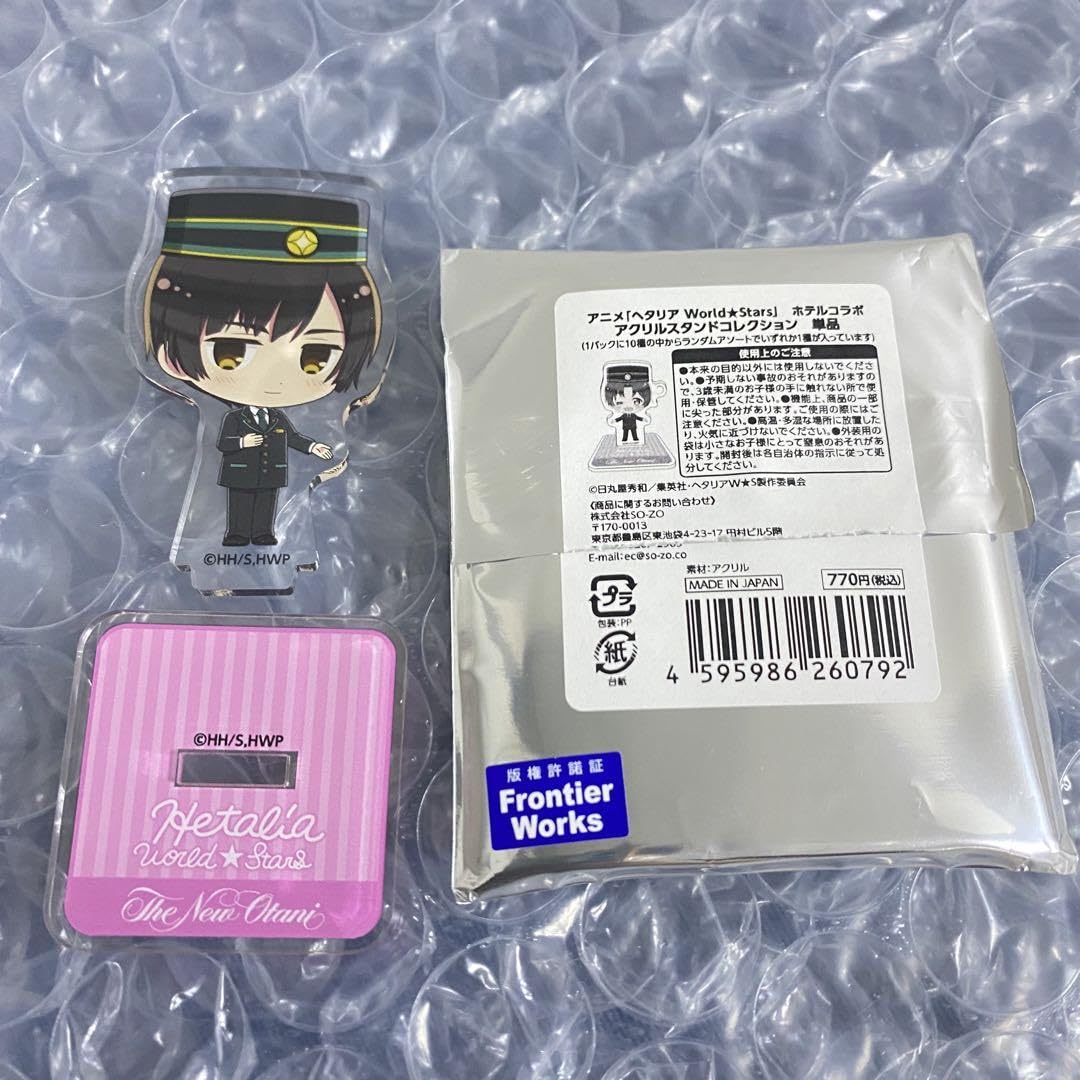 ©HH/S,HWP
©HH/S,HWP
Hetalia
World★Stars
The New Otani
アニメ「ヘタリア World★Stars」 ホテルコラボ
アクリルスタンドコレクション 単品
(1パックに10種の中からランダムアソートでいずれか1種が入っています)
The New Otani
使用上のご注意
●本来の目的以外には使用しないでくださ
い。●予期しない事故のおそれがありますの
で、3歳未満のお子様の手に触れない所で使
用・保管してください。●機能上、商品の一部
に尖った部分があります。ご使用の際にはご
注意ください。●高温・多湿な場所に放置した
り、火気に近づけないでください。●外装用の
袋は小さなお子様にとって窒息のおそれがあ
ります。開封後は各自治体の指示に従って処
分してください。
©日丸屋秀和/集英社・ヘタリアW★S製作委員会
《商品に関するお問い合わせ》
株式会社SO-ZO
〒170-0013
東京都豊島区東池袋4-23-17 田村ビル5階
E-mail:ec@so-zo.co
素材:アクリル
MADE IN JAPAN
770円(税込)
プラ
包装:PP
紙
台紙
4 595986 260792
版権許諾証
Frontier
Works